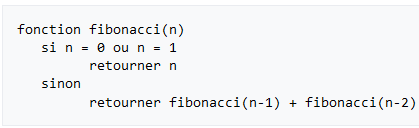 fonction fibonacci(n)
si n = 0 ou n = 1
retourner n
sinon
retourner fibonacci(n-1) + fibonacci(n-2)